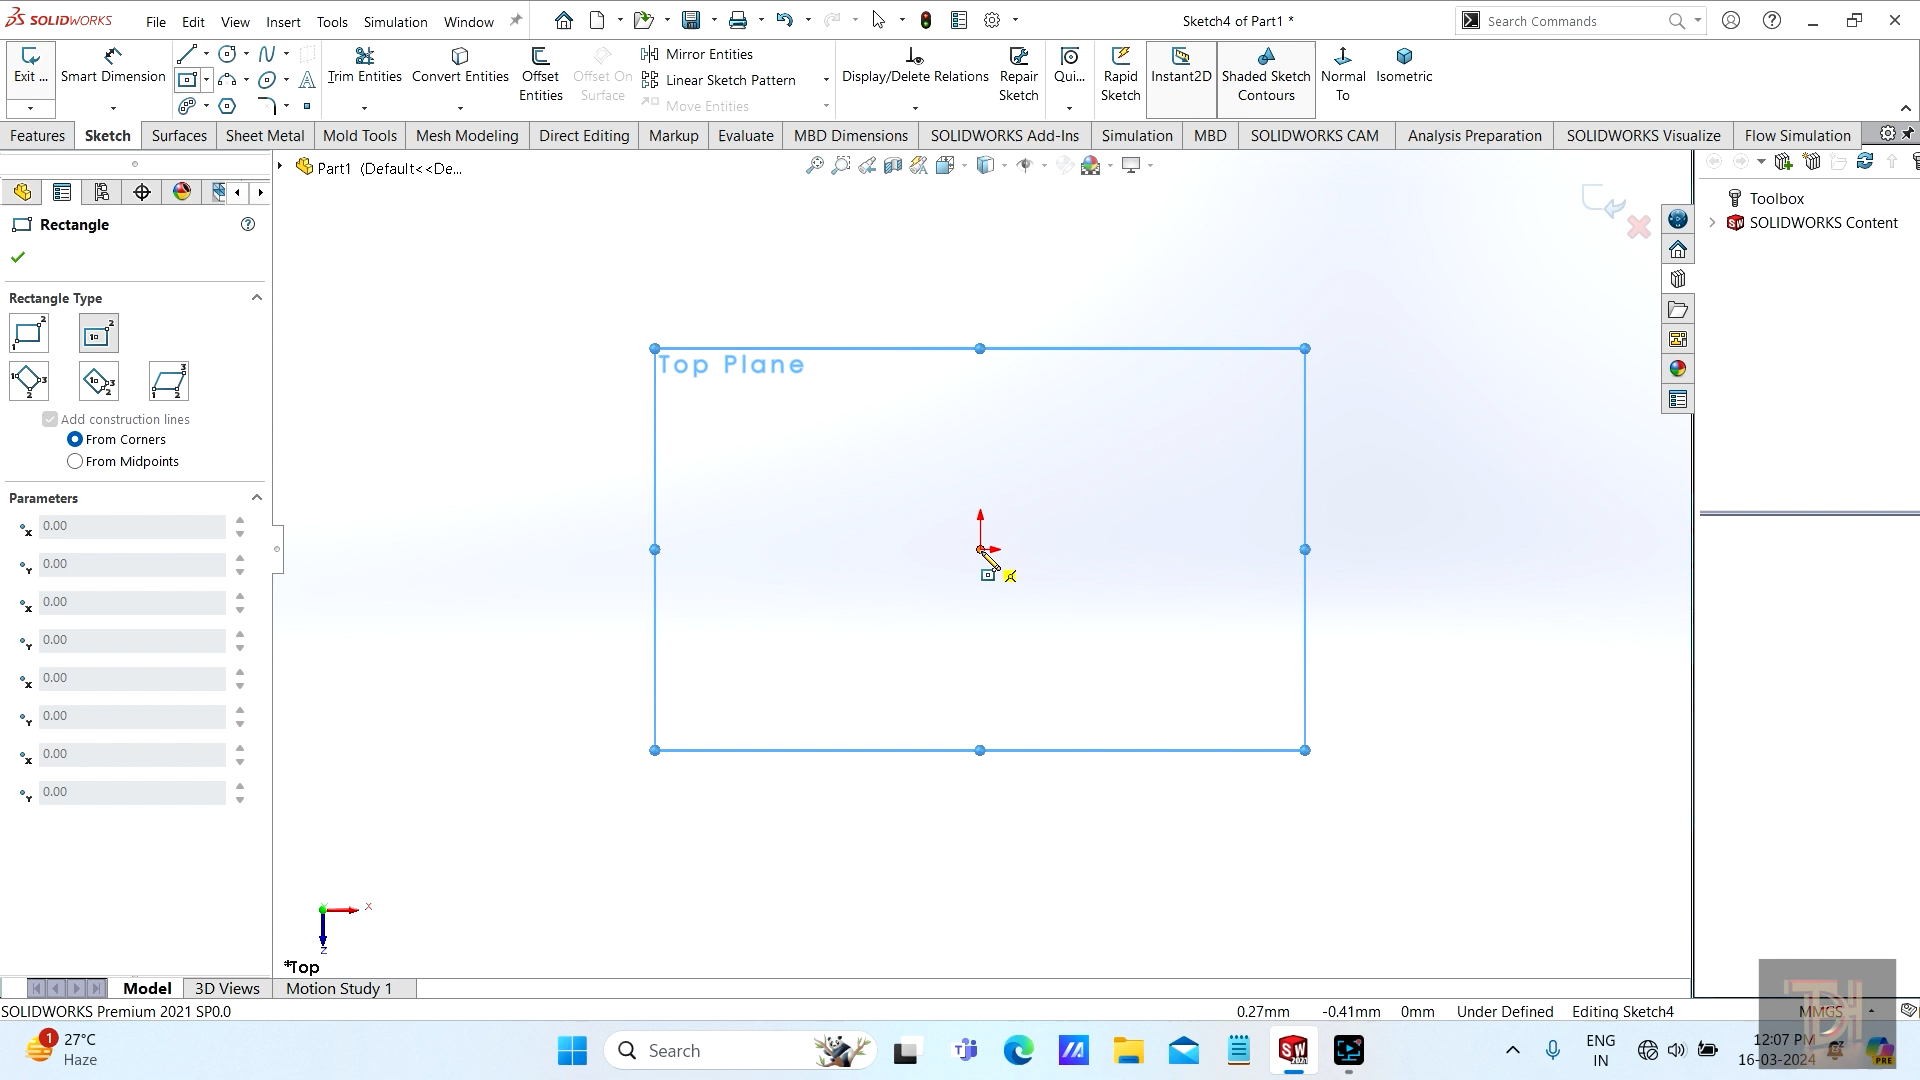 SOLIDWORKS File Edit View Insert Tools Simulation Window Sketch4 of Part1 * Search Commands
Exit ... Smart Dimension Trim Entities Convert Entities Offset Entities Offset On Surface Mirror Entities Linear Sketch Pattern Move Entities Display/Delete Relations Repair Sketch Qui... Rapid Sketch Instant2D Shaded Sketch Contours Normal To Isometric
Features Sketch Surfaces Sheet Metal Mold Tools Mesh Modeling Direct Editing Markup Evaluate MBD Dimensions SOLIDWORKS Add-Ins Simulation MBD SOLIDWORKS CAM Analysis Preparation SOLIDWORKS Visualize Flow Simulation
Part1 (Default<<De...
Toolbox
SOLIDWORKS Content
Rectangle
Rectangle Type
Add construction lines
From Corners
From Midpoints
Parameters
0.00
0.00
0.00
0.00
0.00
0.00
0.00
0.00
Top Plane
X
Z
*Top
Model 3D Views Motion Study 1
SOLIDWORKS Premium 2021 SP0.0 0.27mm -0.41mm 0mm Under Defined Editing Sketch4 MMGS
1 27°C
Haze
Search
ENG
IN
12:07 PM
16-03-2024
PRE